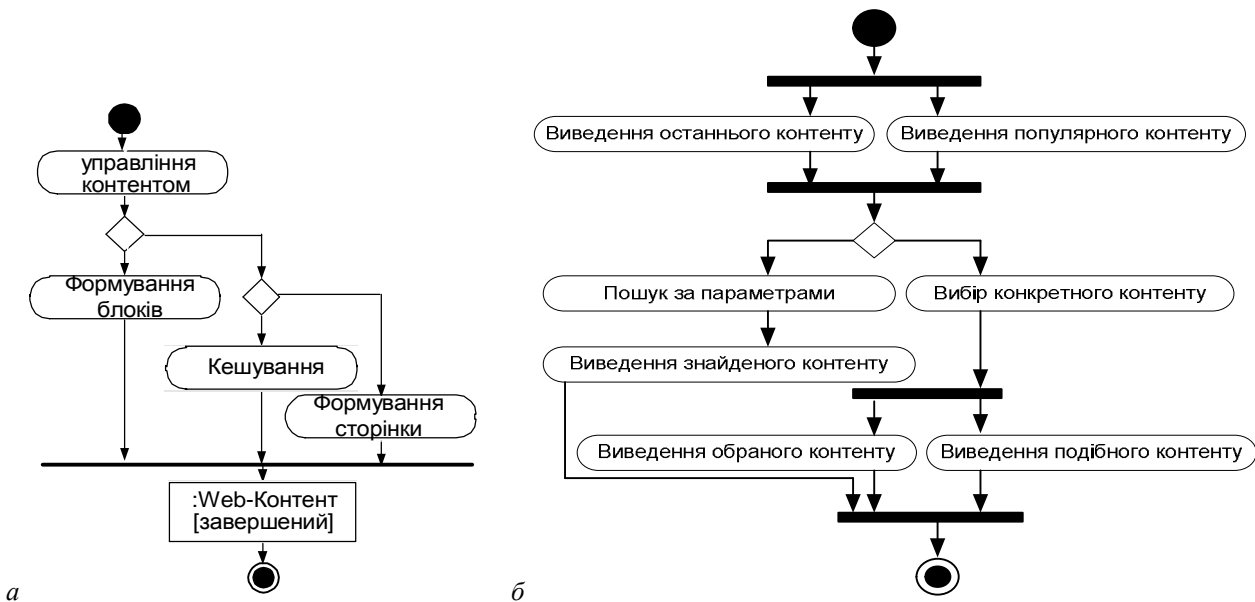 управління
контентом
Формування
блоків
Кешування
Формування
сторінки
:Web-Контент
[завершений]
а
Виведення останнього контенту
Виведення популярного контенту
Пошук за параметрами
Вибір конкретного контенту
Виведення знайденого контенту
Виведення обраного контенту
Виведення подібного контенту
б